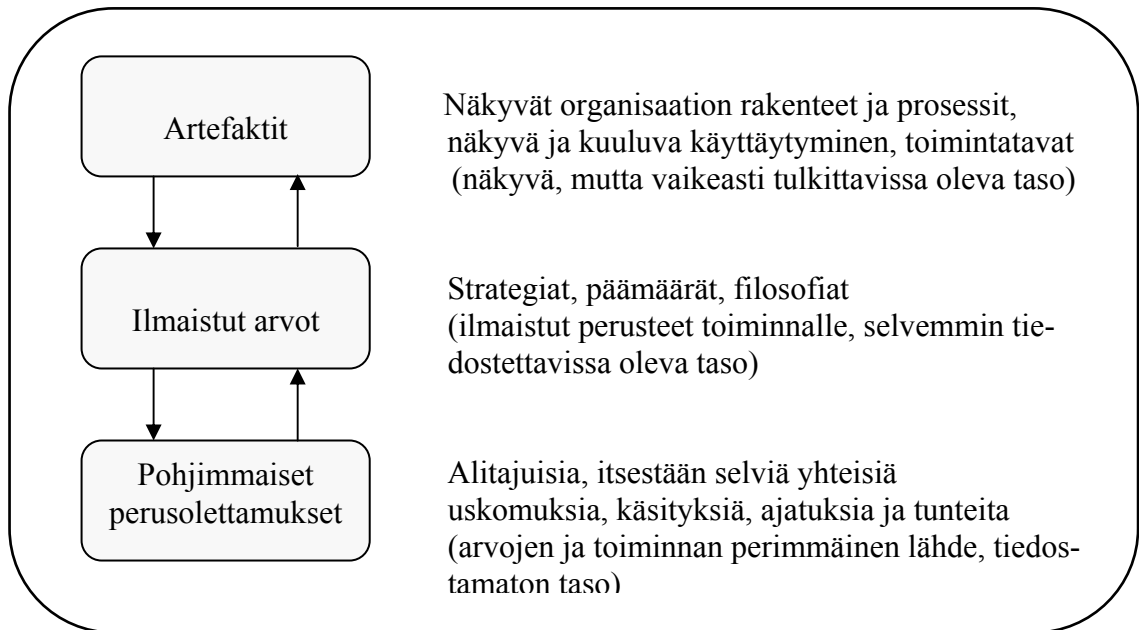 Artefaktit
Näkyvät organisaation rakenteet ja prosessit,
näkyvä ja kuuluva käyttäytyminen, toimintatavat
(näkyvä, mutta vaikeasti tulkittavissa oleva taso)
Ilmaistut arvot
Strategiat, päämäärät, filosofiat
(ilmaistut perusteet toiminnalle, selvemmin tie-
dostettavissa oleva taso)
Pohjimmaiset
perusolettamukset
Alitajuisia, itsestään selviä yhteisiä
uskomuksia, käsityksiä, ajatuksia ja tunteita
(arvojen ja toiminnan perimmäinen lähde, tiedos-
tamaton taso)